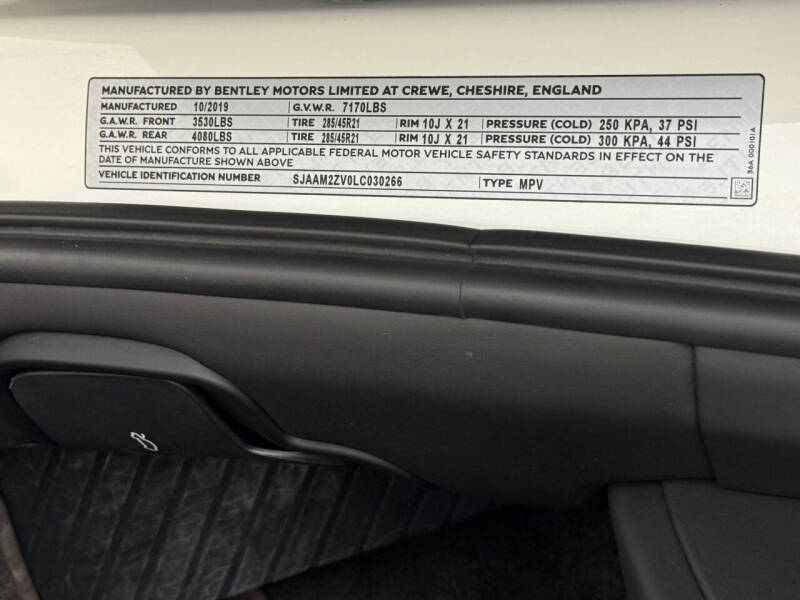 MANUFACTURED BY BENTLEY MOTORS LIMITED AT CREWE, CHESHIRE, ENGLAND
MANUFACTURED 10/2019 G.V.W.R. 7170LBS
G.A.W.R. FRONT 3530LBS TIRE 285/45R21 RIM 10J X 21 PRESSURE (COLD) 250 KPA, 37 PSI
G.A.W.R. REAR 4080LBS TIRE 285/45R21 RIM 10J X 21 PRESSURE (COLD) 300 KPA, 44 PSI
THIS VEHICLE CONFORMS TO ALL APPLICABLE FEDERAL MOTOR VEHICLE SAFETY STANDARDS IN EFFECT ON THE
DATE OF MANUFACTURE SHOWN ABOVE
VEHICLE IDENTIFICATION NUMBER SJAAM2ZV0LC030266 TYPE MPV
36A 000101A